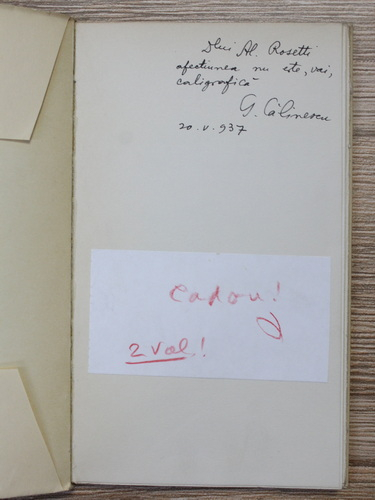 Dlui Al. Rosetti
afecțiunea nu este, vai,
caligrafică
G. Călinescu
20.V.937
Cadou!
2 vol.!